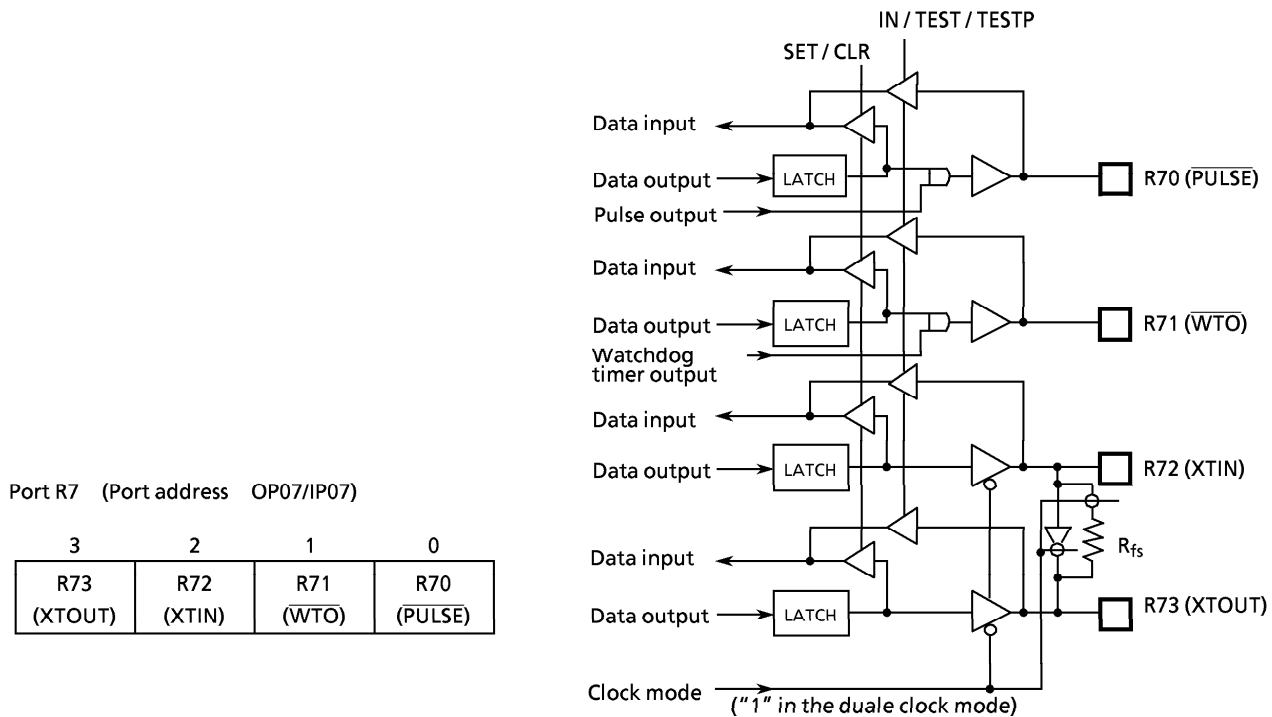 IN / TEST / TESTP
SET / CLR
Data input
Data output
LATCH
R70 (PULSE)
Pulse output
Data input
Data output
LATCH
R71 (WTO)
Watchdog
timer output
Data input
Data output
LATCH
R72 (XTIN)
Rfs
Data input
Data output
LATCH
R73 (XTOUT)
Clock mode
("1" in the duale clock mode)
Port R7 (Port address OP07/IP07)
3 2 1 0
R73 R72 R71 R70
(XTOUT) (XTIN) (WTO) (PULSE)